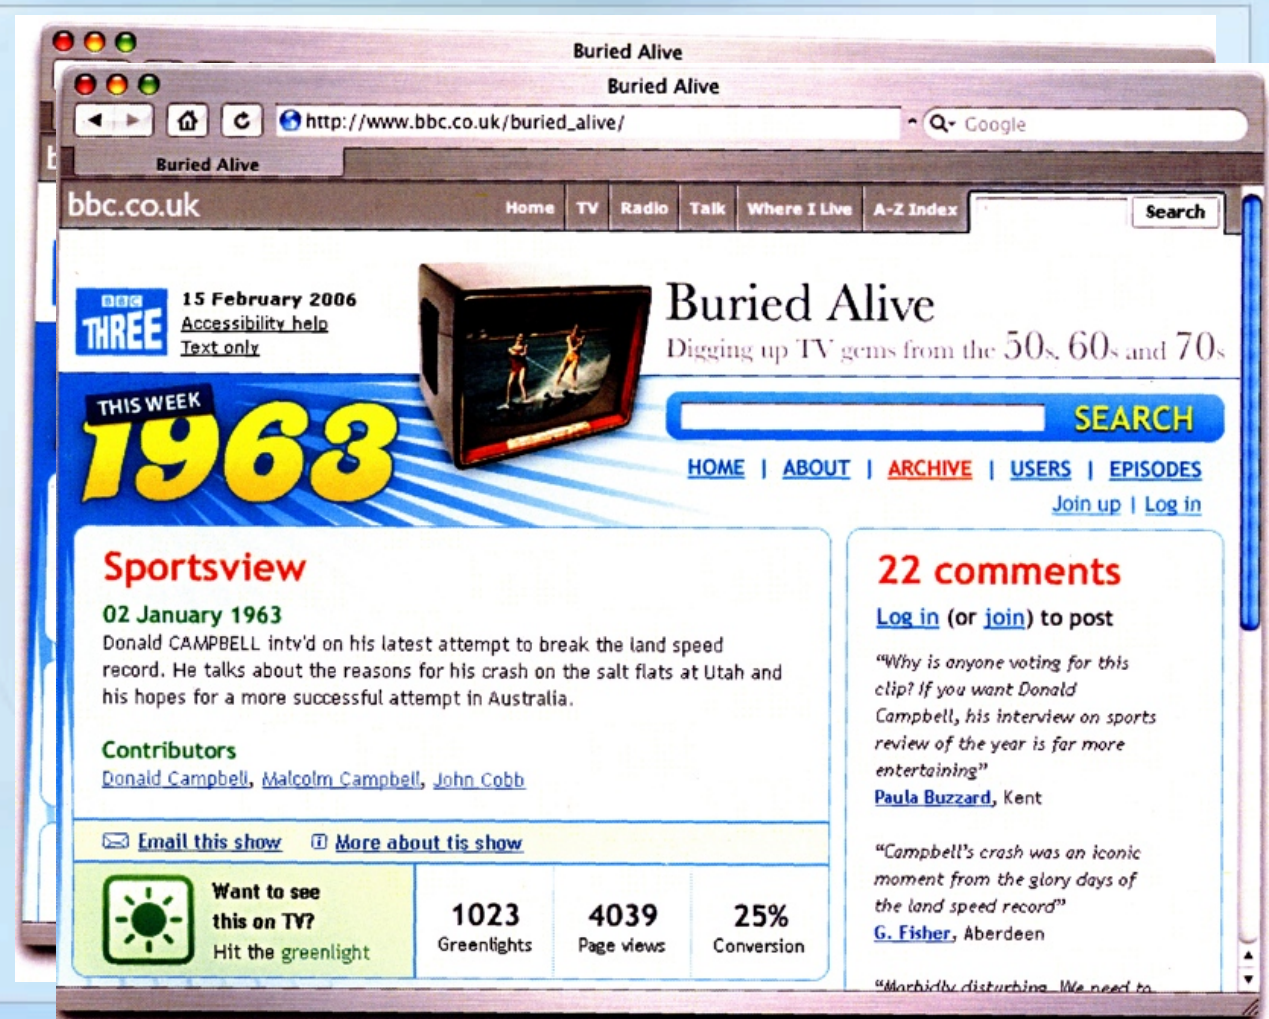 Buried Alive
Buried Alive
http://www.bbc.co.uk/buried_alive/
Google
Buried Alive
bbc.co.uk
Home TV Radio Talk Where I Live A-Z Index Search
BBC
THREE
15 February 2006
Accessibility help
Text only
Buried Alive
Digging up TV gems from the 50s, 60s and 70s
THIS WEEK
1963
SEARCH
HOME | ABOUT | ARCHIVE | USERS | EPISODES
Join up | Log in
Sportsview
02 January 1963
Donald CAMPBELL intv'd on his latest attempt to break the land speed
record. He talks about the reasons for his crash on the salt flats at Utah and
his hopes for a more successful attempt in Australia.
Contributors
Donald Campbell, Malcolm Campbell, John Cobb
Email this show More about tis show
Want to see
this on TV?
Hit the greenlight
1023
Greenlights
4039
Page views
25%
Conversion
22 comments
Log in (or join) to post
“Why is anyone voting for this
clip? If you want Donald
Campbell, his interview on sports
review of the year is far more
entertaining”
Paula Buzzard, Kent
“Campbell's crash was an iconic
moment from the glory days of
the land speed record”
G. Fisher, Aberdeen
“Morbidly disturbing. We need to